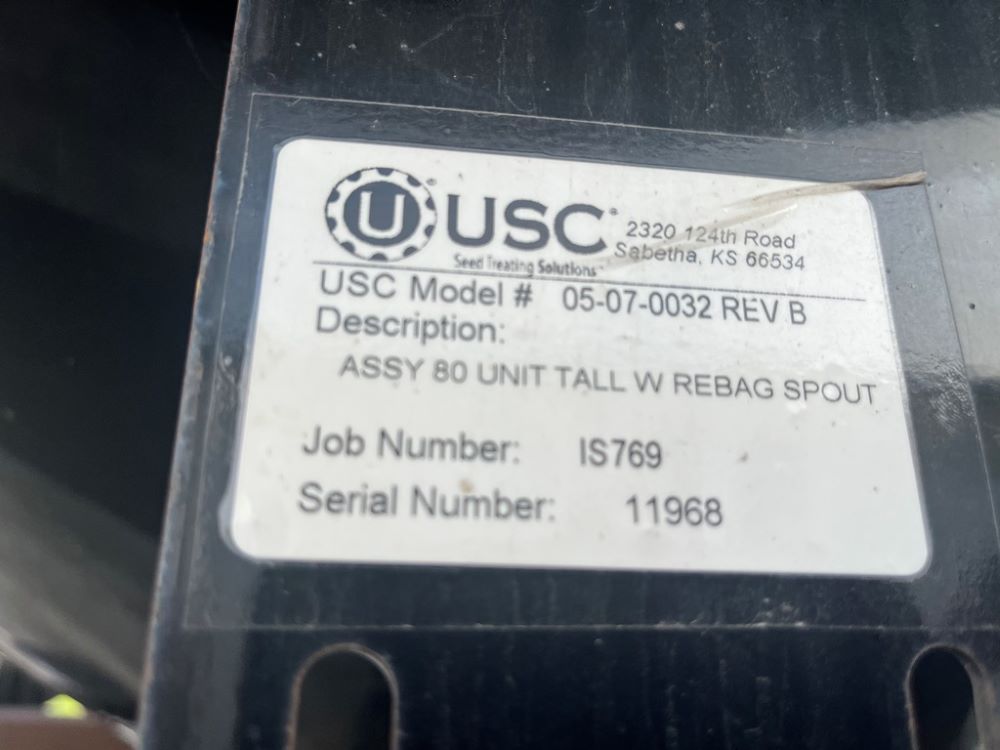 U USC®
2320 124th Road
Sabetha, KS 66534
Seed Treating Solutions™
USC Model # 05-07-0032 REV B
Description:
ASSY 80 UNIT TALL W REBAG SPOUT
Job Number: IS769
Serial Number: 11968